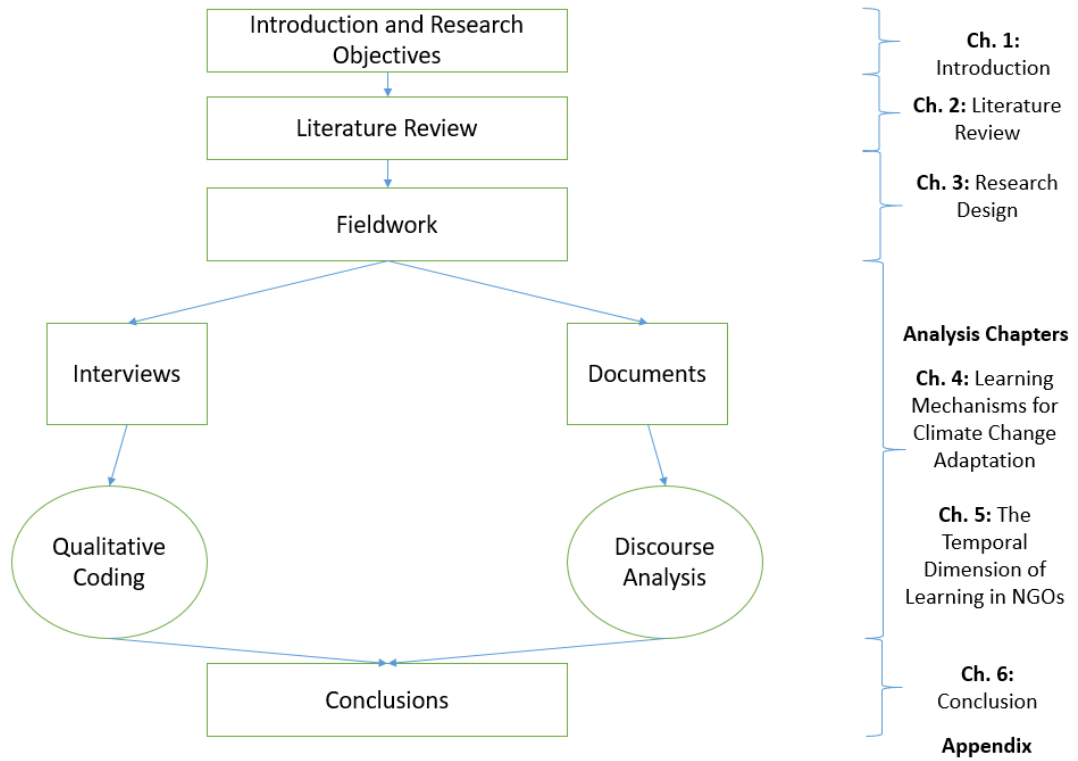 Introduction and Research
Objectives
Literature Review
Fieldwork
Interviews
Documents
Qualitative
Coding
Discourse
Analysis
Conclusions
Ch. 1:
Introduction
Ch. 2: Literature
Review
Ch. 3: Research
Design
Analysis Chapters
Ch. 4: Learning
Mechanisms for
Climate Change
Adaptation
Ch. 5: The
Temporal
Dimension of
Learning in NGOs
Ch. 6:
Conclusion
Appendix